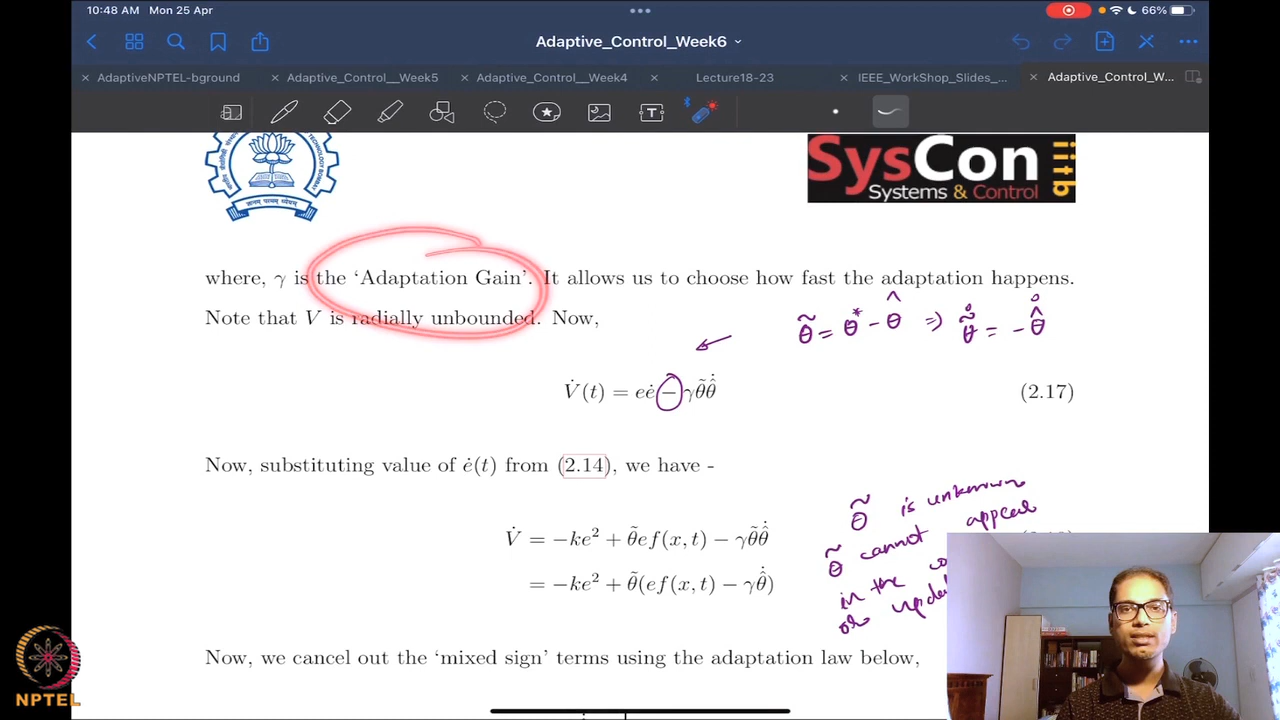 10:48 AM Mon 25 Apr
66%
Adaptive_Control_Week6
AdaptiveNPTEL-bground
Adaptive_Control__Week5
Adaptive_Control__Week4
Lecture18-23
IEEE_WorkShop_Slides_...
Adaptive_Control_W...
SysCon
Systems & Control
iitb
where, γ is the ‘Adaptation Gain’. It allows us to choose how fast the adaptation happens.
Note that V is radially unbounded. Now,
θ̃ = θ* - θ̂ ⇒ θ̃̇ = - θ̂̇
V̇(t) = eė − γθ̃θ̂̇ (2.17)
Now, substituting value of ė(t) from (2.14), we have -
θ̃ is unknown
V̇ = −ke² + θ̃ef(x, t) − γθ̃θ̂̇
θ̃ cannot appear
= −ke² + θ̃(ef(x, t) − γθ̂̇)
in the
or
Now, we cancel out the ‘mixed sign’ terms using the adaptation law below,
NPTEL